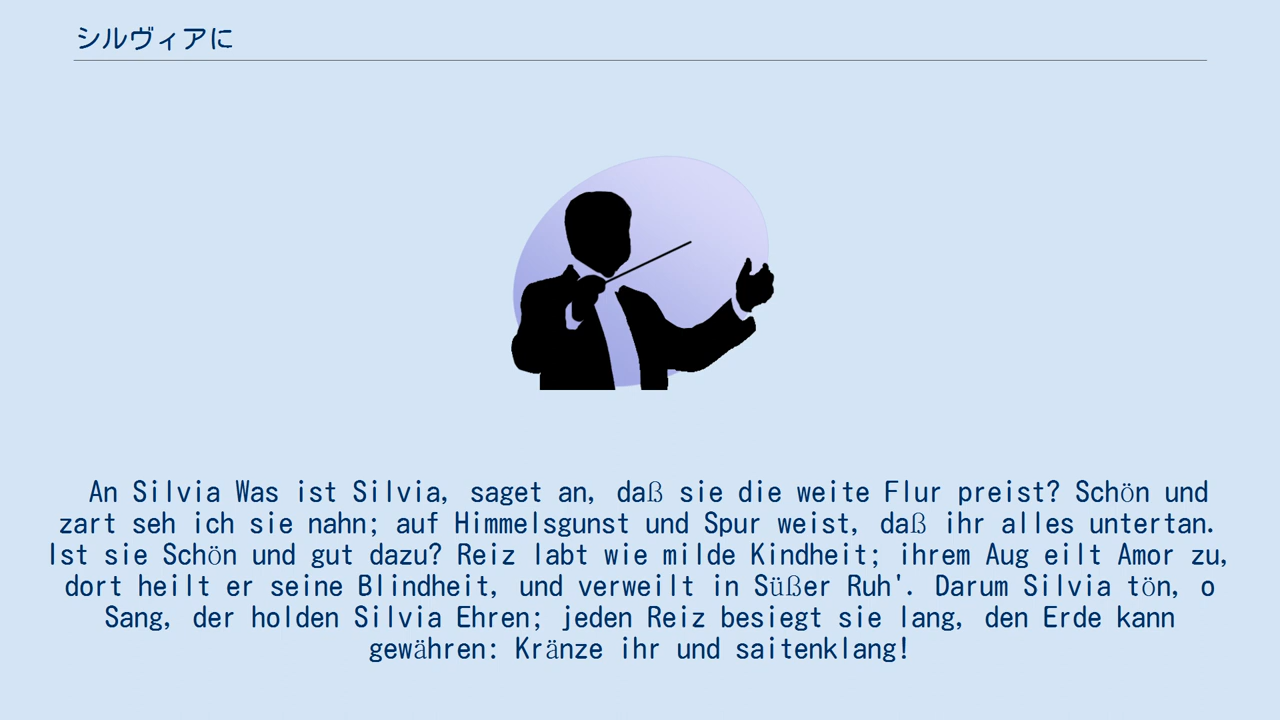 シルヴィアに
An Silvia Was ist Silvia, saget an, daß sie die weite Flur preist? Schön und
zart seh ich sie nahn; auf Himmelsgunst und Spur weist, daß ihr alles untertan.
Ist sie Schön und gut dazu? Reiz labt wie milde Kindheit; ihrem Aug eilt Amor zu,
dort heilt er seine Blindheit, und verweilt in Süßer Ruh'. Darum Silvia tön, o
Sang, der holden Silvia Ehren; jeden Reiz besiegt sie lang, den Erde kann
gewähren: Kränze ihr und saitenklang!